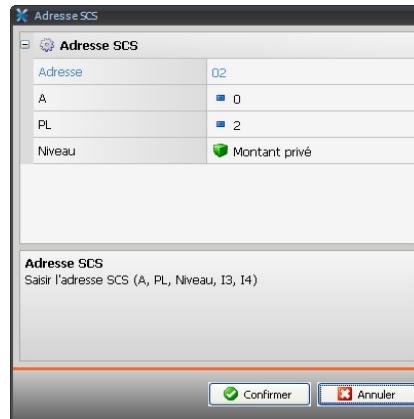 Adresse SCS
Adresse SCS
Adresse 02
A 0
PL 2
Niveau Montant privé
Adresse SCS
Saisir l'adresse SCS (A, PL, Niveau, I3, I4)
Confirmer Annuler